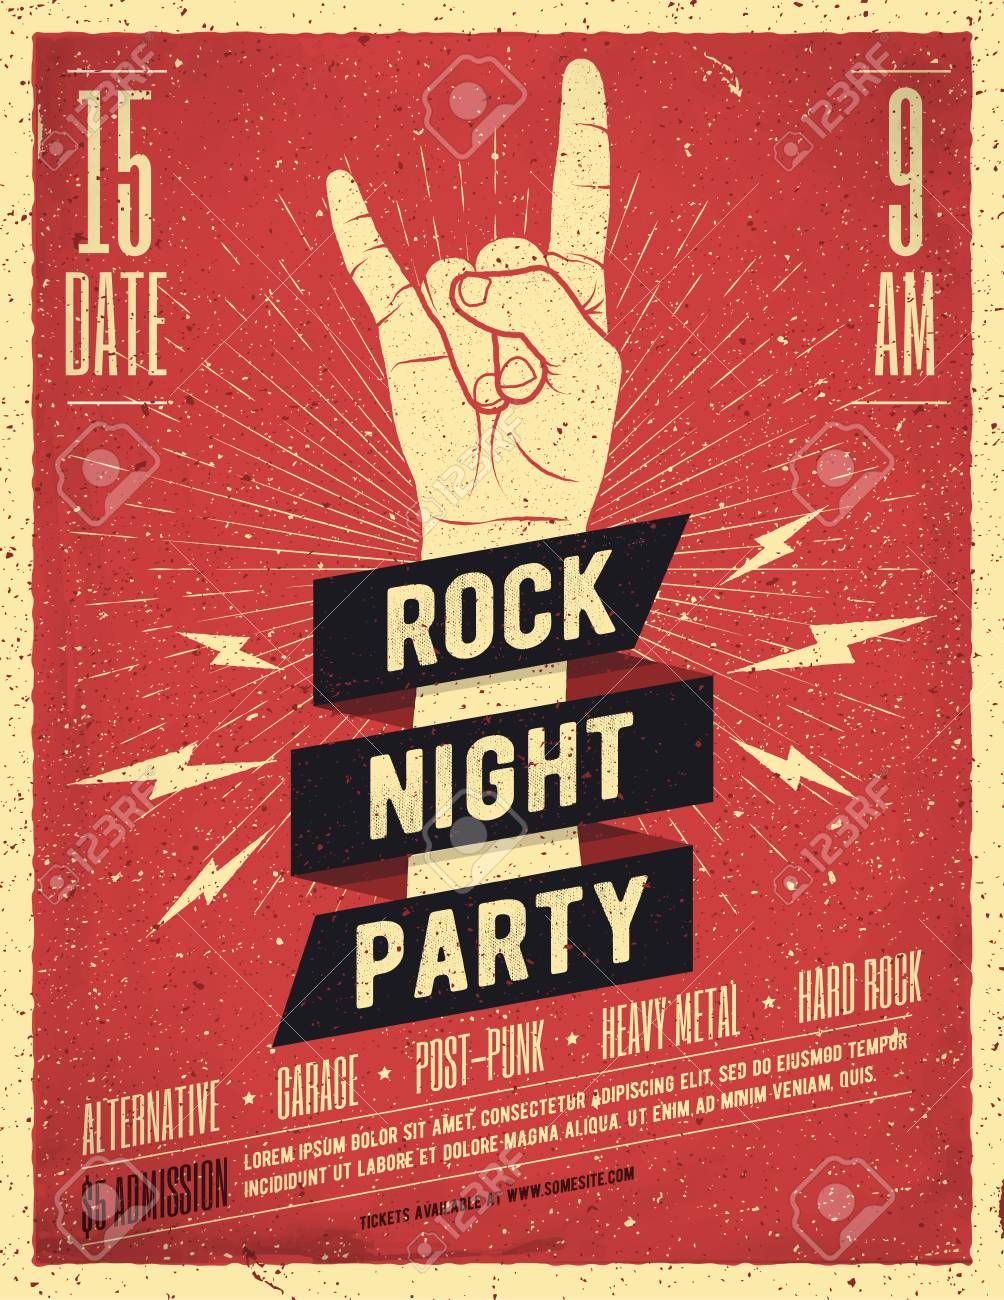 15
DATE
9
AM
ROCK
NIGHT
PARTY
ALTERNATIVE ★ GARAGE ★ POST-PUNK ★ HEAVY METAL ★ HARD ROCK
$5 ADMISSION
LOREM IPSUM BOLOR SIT AMET, CONSECTETUR ADIPISCING ELIT, SED DO EIUSMOD TEMPOR
INCIDIDUNT UT LABORE ET DOLORE MAGNA ALIQUA. UT ENIM AD MINIM VENIAM, QUIS.
TICKETS AVAILABLE AT WWW.SOMESITE.COM
123RF